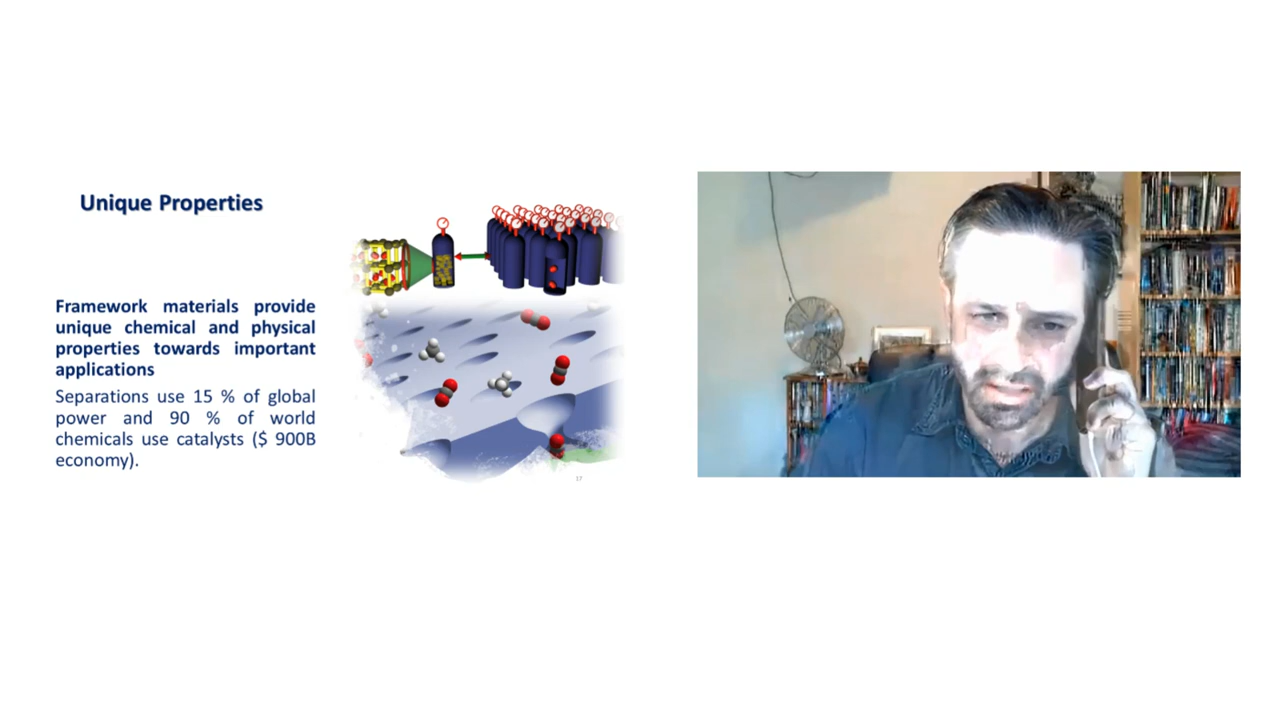 Unique Properties
Framework materials provide
unique chemical and physical
properties towards important
applications
Separations use 15 % of global
power and 90 % of world
chemicals use catalysts ($ 900B
economy).
17